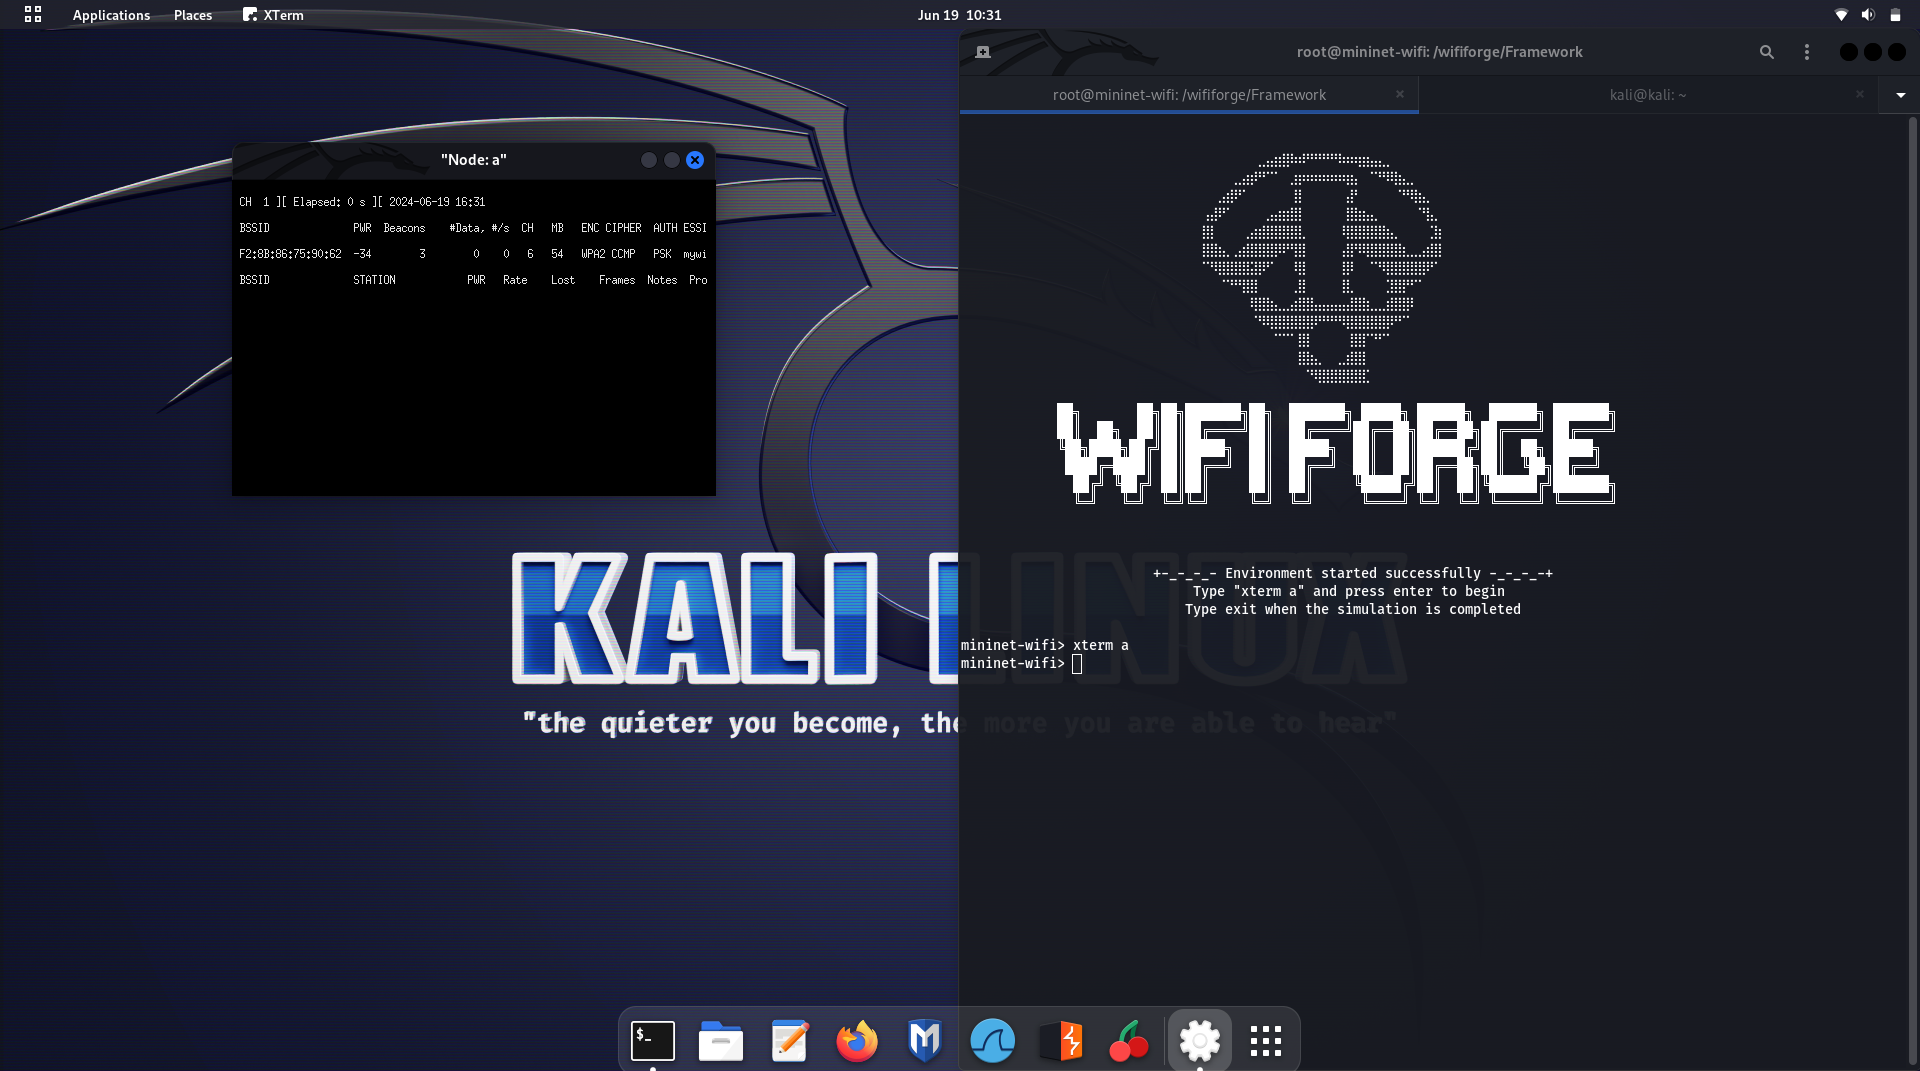 Applications Places XTerm Jun 19 10:31
root@mininet-wifi: /wififorge/Framework
root@mininet-wifi: /wififorge/Framework kali@kali: ~
"Node: a"
CH 1 ][ Elapsed: 0 s ][ 2024-06-19 16:31
BSSID PWR Beacons #Data, #/s CH MB ENC CIPHER AUTH ESSI
F2:8B:86:75:90:62 -34 3 0 0 6 54 WPA2 CCMP PSK mywi
BSSID STATION PWR Rate Lost Frames Notes Pro
WIFI FORGE
+-_-_-_- Environment started successfully -_-_-_-+
Type "xterm a" and press enter to begin
Type exit when the simulation is completed
mininet-wifi> xterm a
mininet-wifi>
KALI LINUX
"the quieter you become, the more you are able to hear"
$_